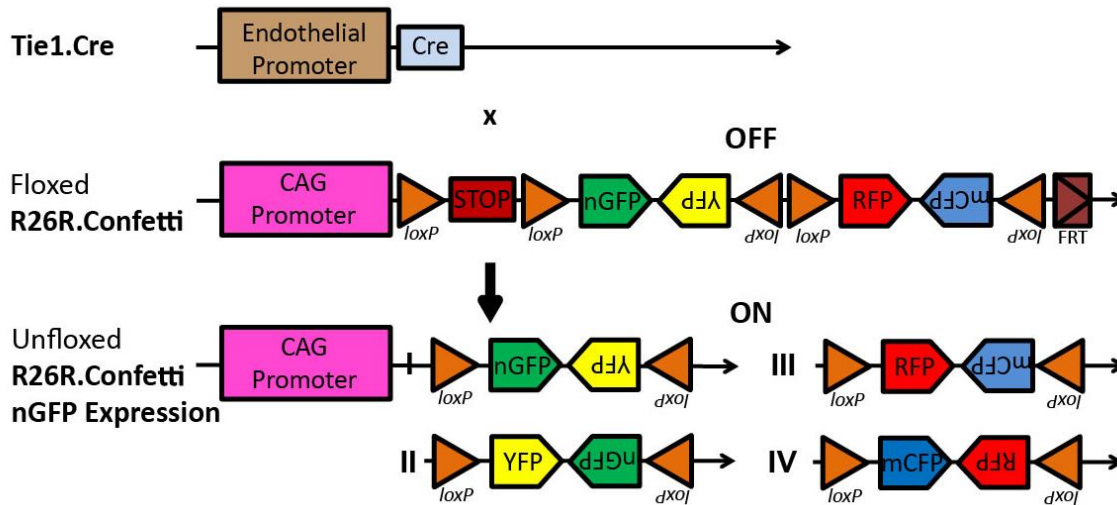 Tie1.Cre
Endothelial
Promoter
Cre
x
OFF
Floxed
R26R.Confetti
CAG
Promoter
STOP
nGFP
YFP
RFP
mCFP
loxP
loxP
loxP
loxP
loxP
FRT
ON
Unfloxed
R26R.Confetti
nGFP Expression
CAG
Promoter
I
nGFP
YFP
loxP
loxP
III
RFP
mCFP
loxP
loxP
II
YFP
nGFP
loxP
loxP
IV
mCFP
RFP
loxP
loxP